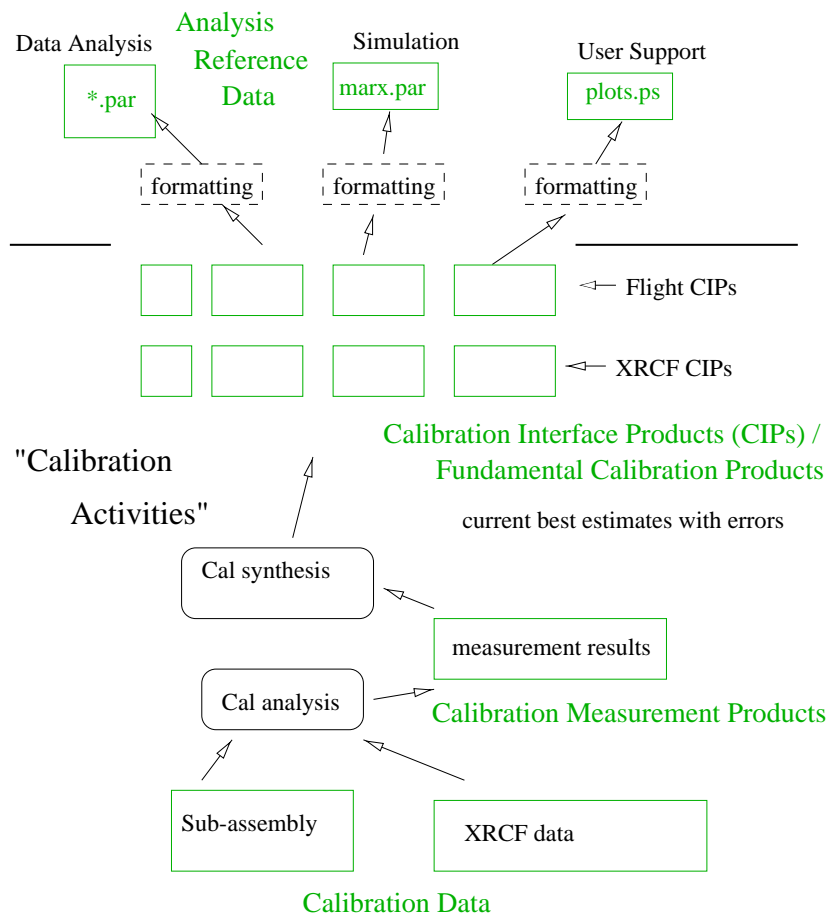 Data Analysis
Analysis
Reference
Data
Simulation
User Support
*.par
marx.par
plots.ps
formatting
formatting
formatting
Flight CIPs
XRCF CIPs
Calibration Interface Products (CIPs) /
Fundamental Calibration Products
"Calibration
Activities"
current best estimates with errors
Cal synthesis
measurement results
Cal analysis
Calibration Measurement Products
Sub-assembly
XRCF data
Calibration Data